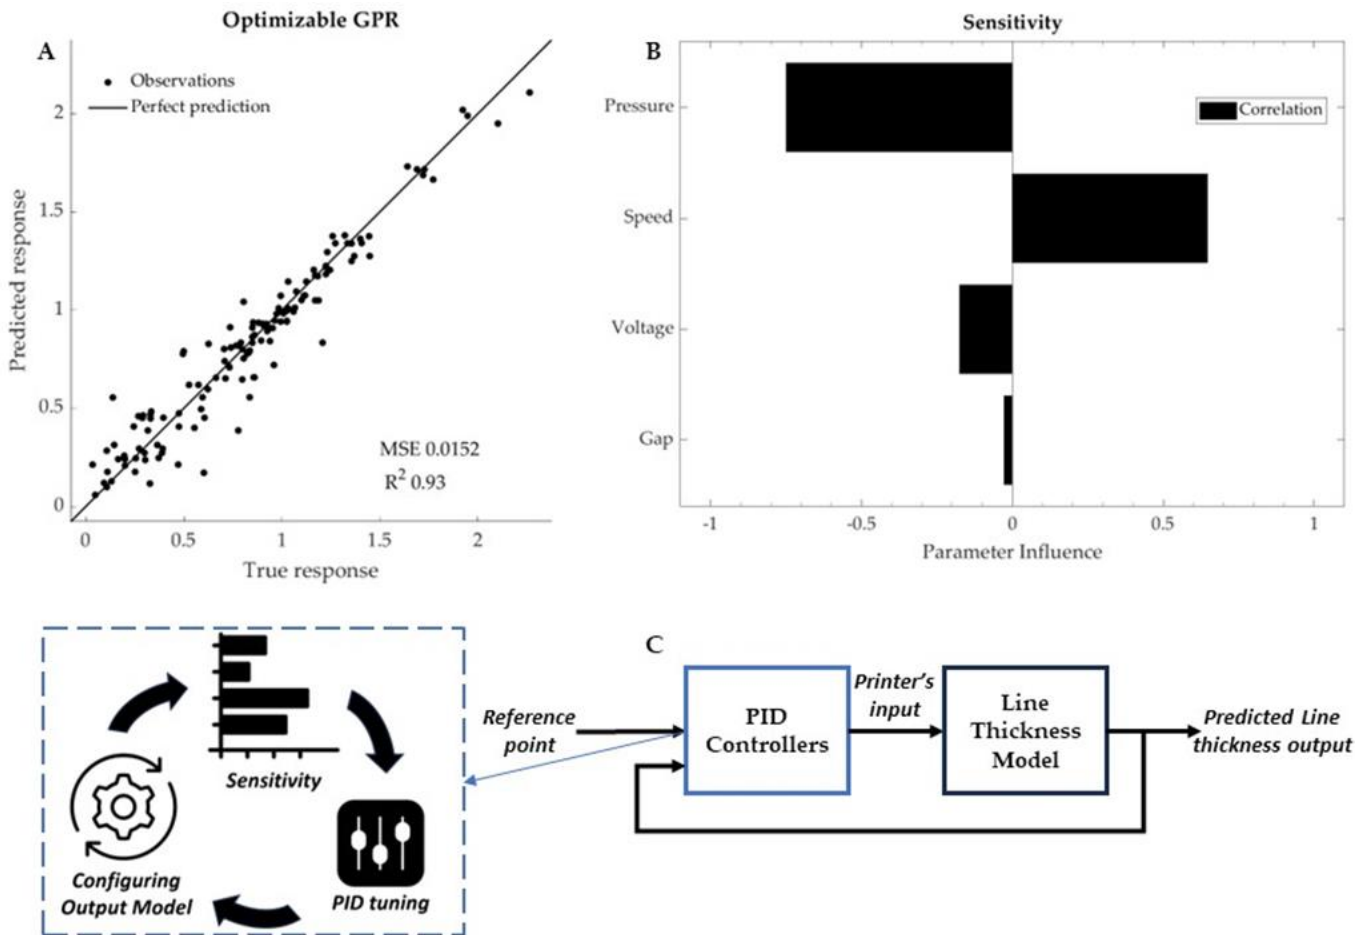 Optimizable GPR
A
Observations
Perfect prediction
2
1.5
1
0.5
0
Predicted response
MSE 0.0152
R² 0.93
0 0.5 1 1.5 2
True response
Sensitivity
B
Pressure
Speed
Voltage
Gap
Correlation
-1 -0.5 0 0.5 1
Parameter Influence
Sensitivity
Configuring
Output Model
PID tuning
C
Reference
point
PID
Controllers
Printer's
input
Line
Thickness
Model
Predicted Line
thickness output